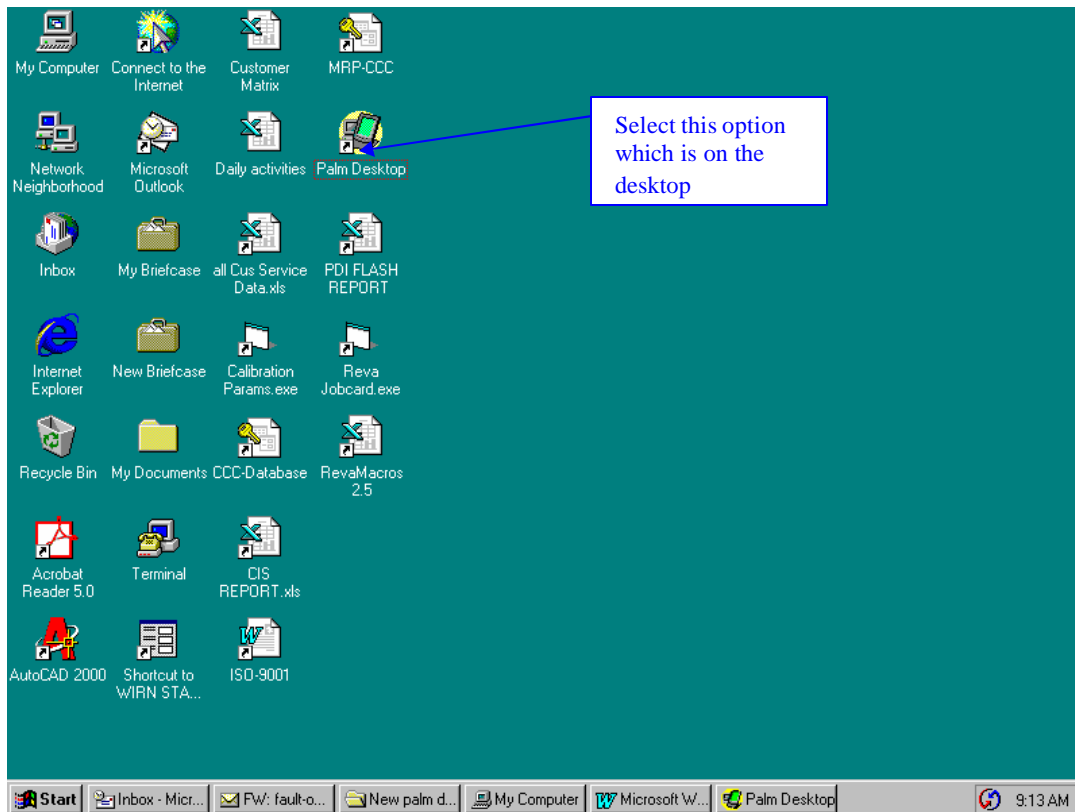 My Computer
Connect to the
Internet
Customer
Matrix
MRP-CCC
Network
Neighborhood
Microsoft
Outlook
Daily activities
Palm Desktop
Select this option
which is on the
desktop
Inbox
My Briefcase
all Cus Service
Data.xls
PDI FLASH
REPORT
Internet
Explorer
New Briefcase
Calibration
Params.exe
Reva
Jobcard.exe
Recycle Bin
My Documents
CCC-Database
RevaMacros
2.5
Acrobat
Reader 5.0
Terminal
CIS
REPORT.xls
AutoCAD 2000
Shortcut to
WIRN STA...
ISO-9001
Start
Inbox - Micr...
FW: fault-o...
New palm d...
My Computer
Microsoft W...
Palm Desktop
9:13 AM